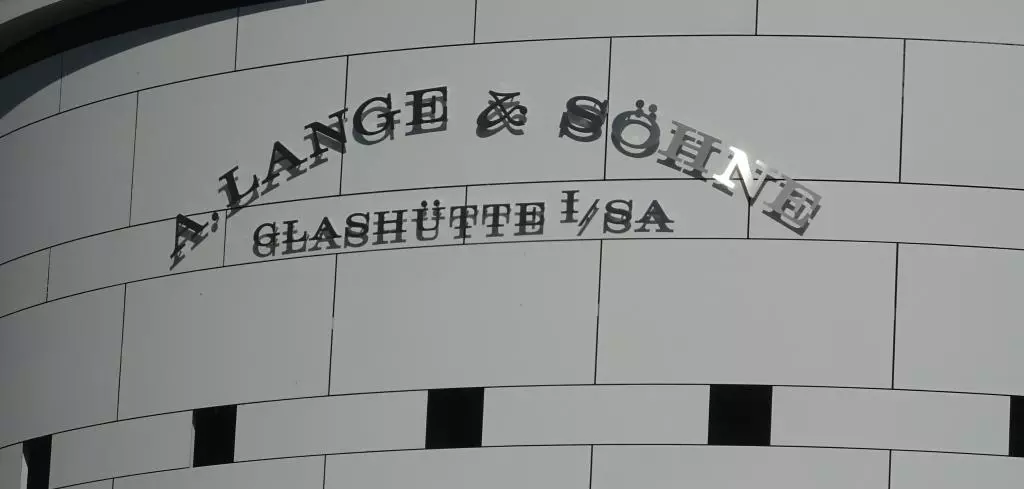 A. LANGE & SÖHNE
GLASHÜTTE I/SA